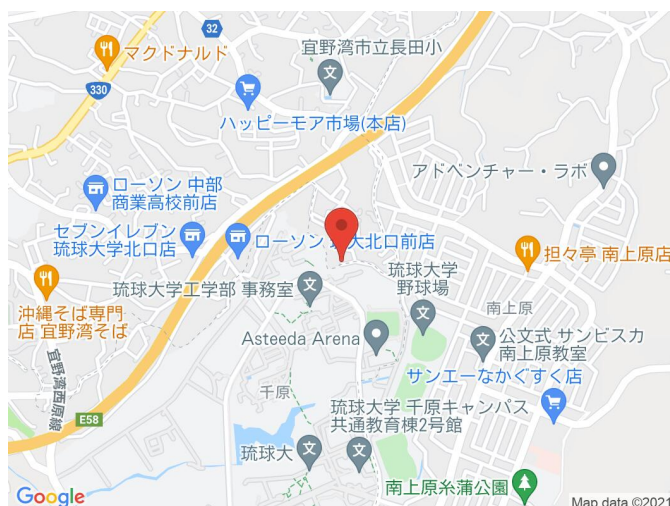 32
宜野湾市立長田小
マクドナルド
330
ハッピーモア市場(本店)
アドベンチャー・ラボ
ローソン 中部
商業高校前店
セブンイレブン
琉球大学北口店
ローソン
大北口前店
担々亭 南上原店
琉球大学工学部 事務室
琉球大学
野球場
南上原
沖縄そば専門
店 宜野湾そば
Asteeda Arena
公文式 サンビスカ
南上原教室
サンエーなかぐすく店
千原
宜野湾西原線
E58
琉球大学 千原キャンパス
共通教育棟2号館
琉球大
南上原糸蒲公園
Google
Map data ©2021